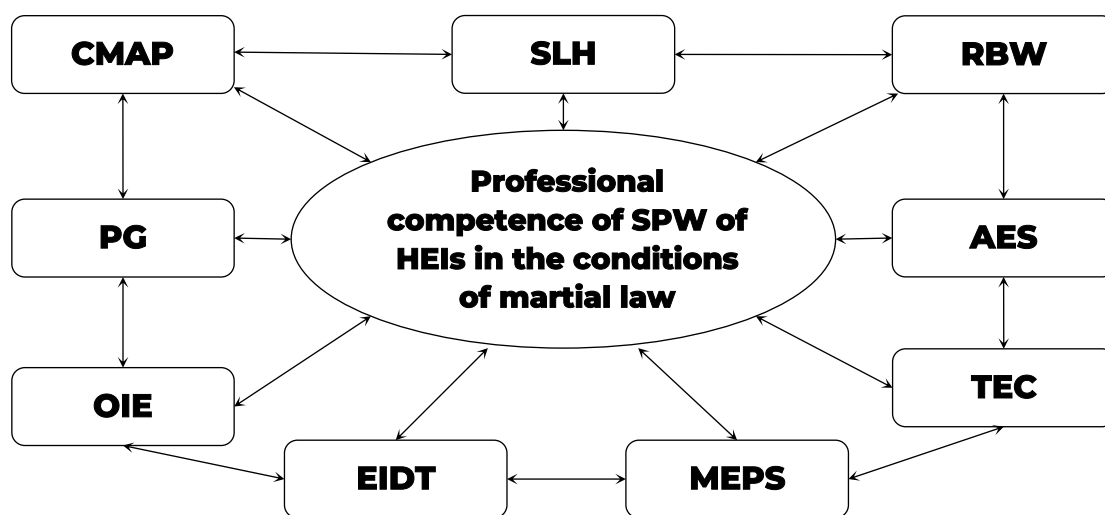 CMAP
SLH
RBW
Professional
competence of SPW of
HEIs in the conditions
of martial law
PG
AES
OIE
TEC
EIDT
MEPS